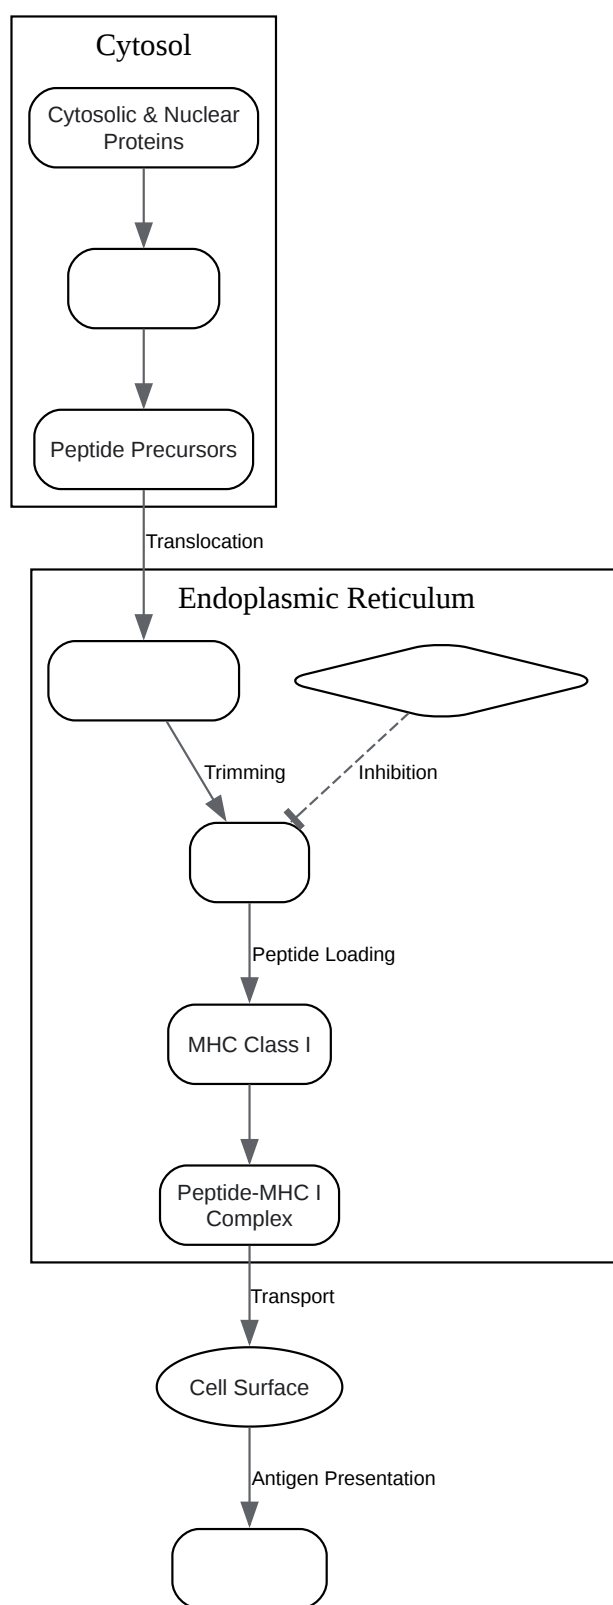 Cytosol
Cytosolic & Nuclear
Proteins
Peptide Precursors
Translocation
Endoplasmic Reticulum
Trimming
Inhibition
Peptide Loading
MHC Class I
Peptide-MHC I
Complex
Transport
Cell Surface
Antigen Presentation